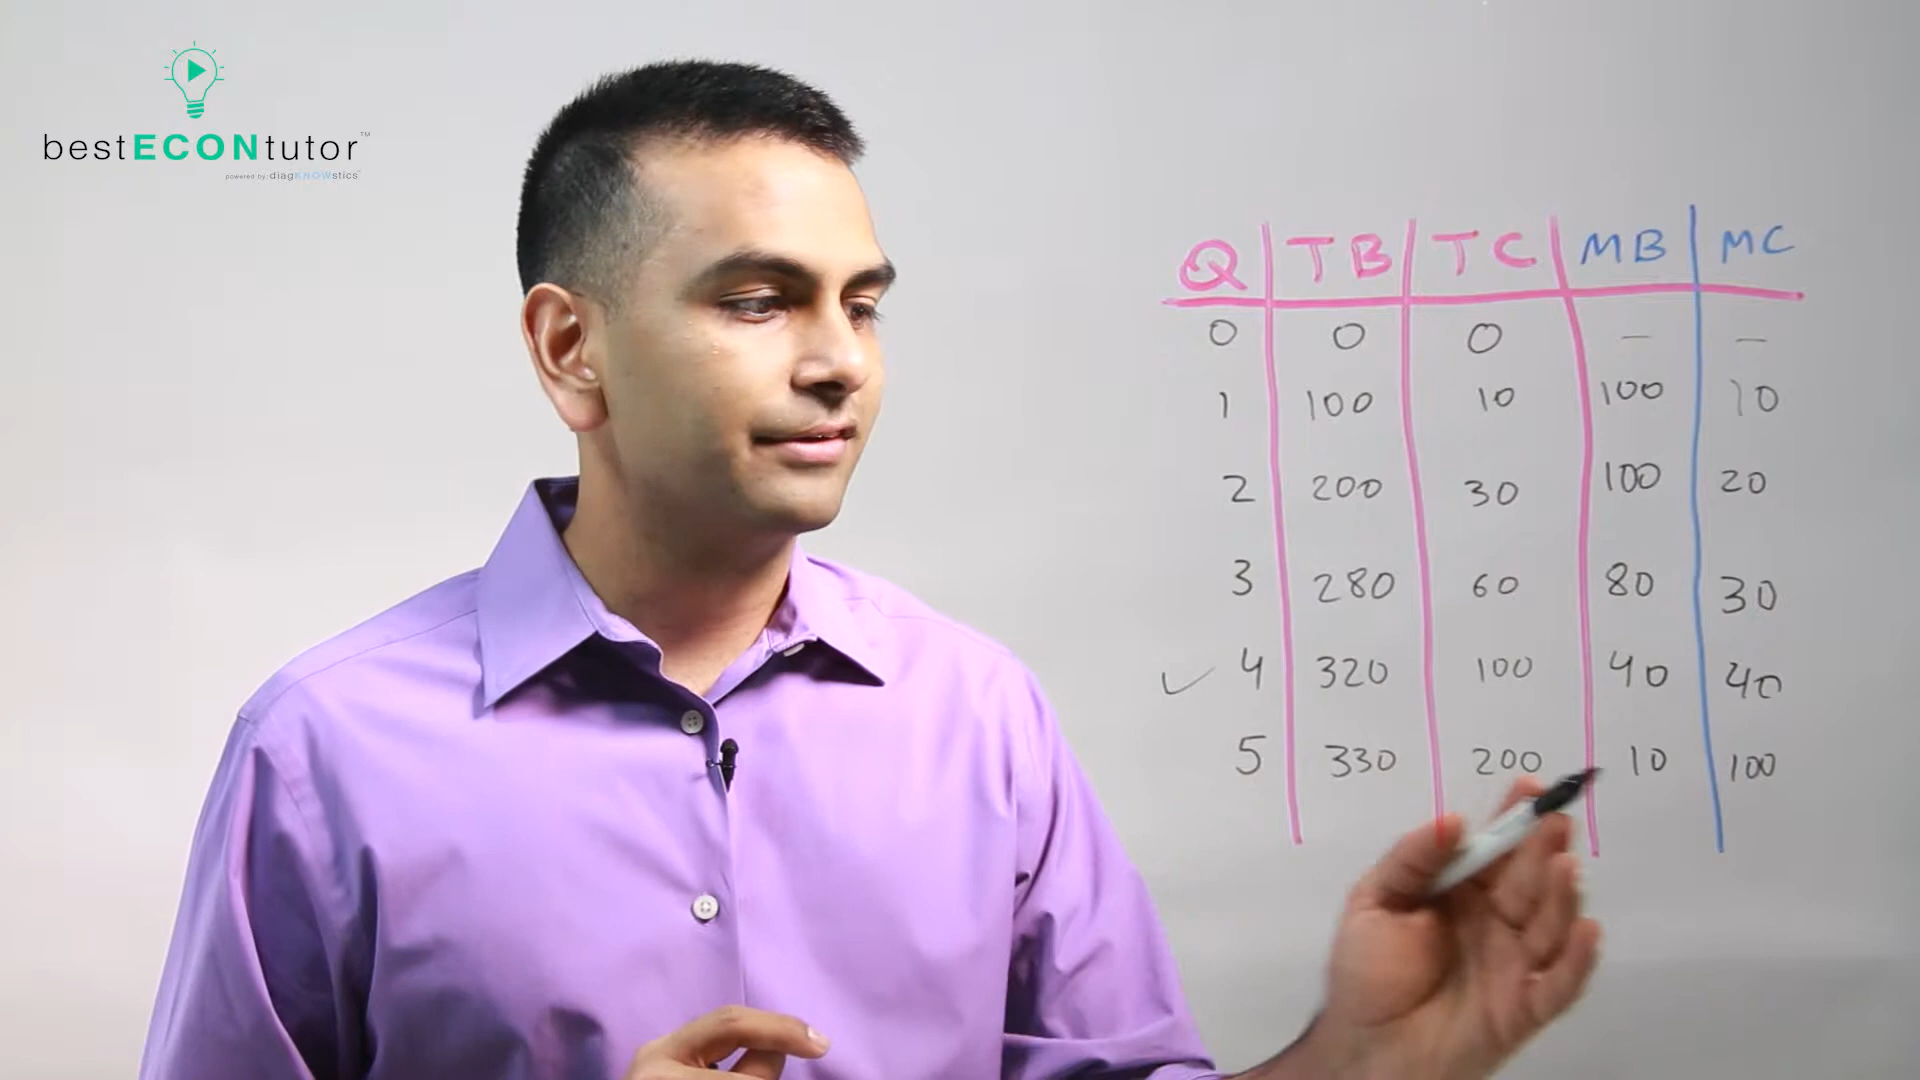 bestECONtutor™
powered by: diagKNOWstics
Q TB TC MB MC
0 0 0 — —
1 100 10 100 10
2 200 30 100 20
3 280 60 80 30
✓ 4 320 100 40 40
5 330 200 10 100